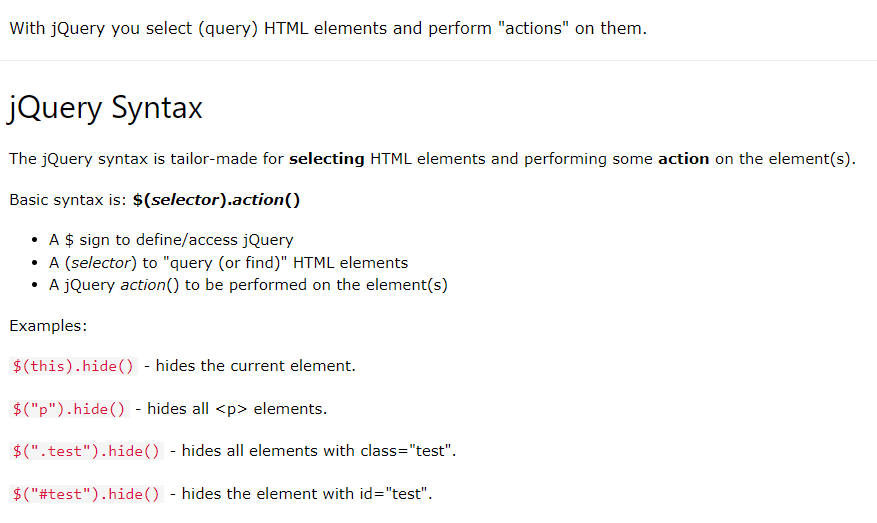 With jQuery you select (query) HTML elements and perform "actions" on them.
jQuery Syntax
The jQuery syntax is tailor-made for selecting HTML elements and performing some action on the element(s).
Basic syntax is: $(selector).action()
• A $ sign to define/access jQuery
• A (selector) to "query (or find)" HTML elements
• A jQuery action() to be performed on the element(s)
Examples:
$(this).hide() - hides the current element.
$("p").hide() - hides all <p> elements.
$(".test").hide() - hides all elements with class="test".
$("#test").hide() - hides the element with id="test".